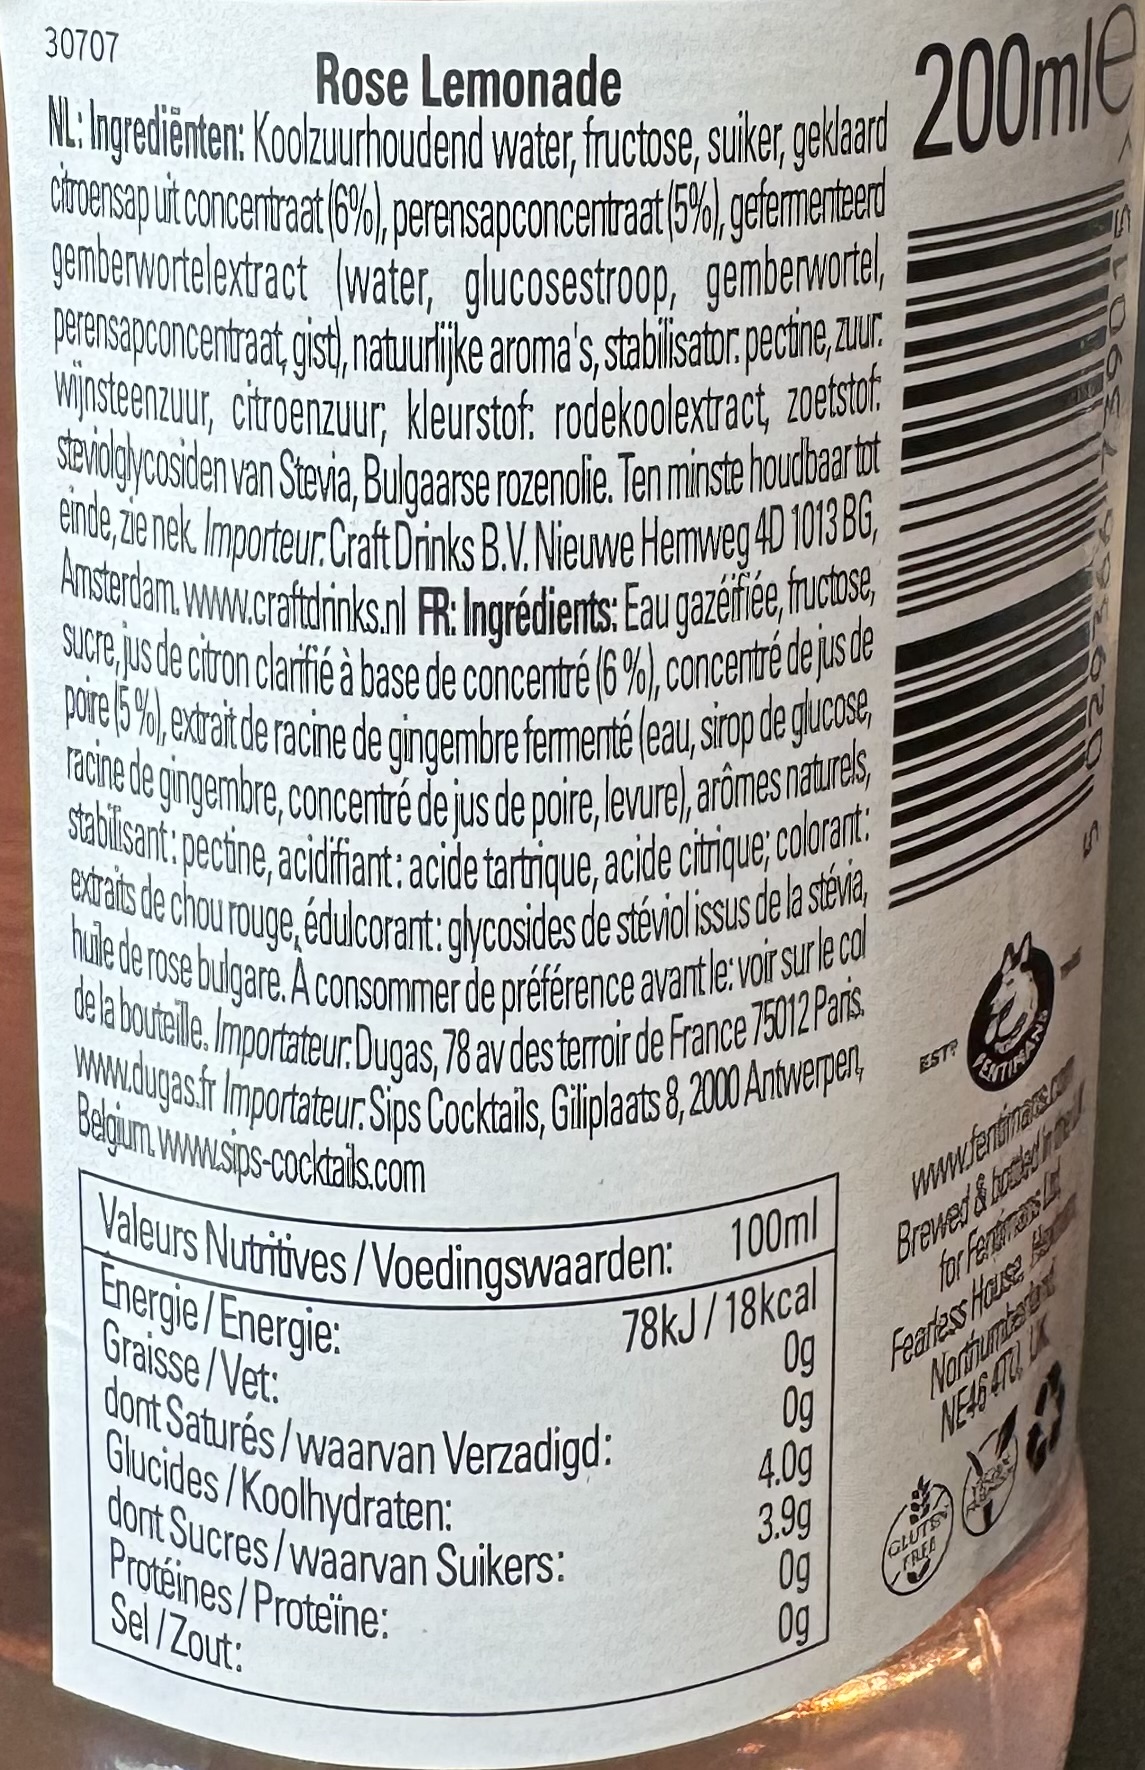 30707
Rose Lemonade
NL: Ingrediënten: Koolzuurhoudend water, fructose, suiker, geklaard
citroensap uit concentraat (6%), perensapconcentraat (5%), gefermenteerd
gemberwortelextract (water, glucosestroop, gemberwortel,
perensapconcentraat, gist), natuurlijke aroma's, stabilisator: pectine, zuur:
wijnsteenzuur, citroenzuur; kleurstof: rodekoolextract, zoetstof:
steviolglycosiden van Stevia, Bulgaarse rozenolie. Ten minste houdbaar tot
einde, zie nek. Importeur: Craft Drinks B.V. Nieuwe Hemweg 4D 1013 BG,
Amsterdam. www.craftdrinks.nl FR: Ingrédients: Eau gazéifiée, fructose,
sucre, jus de citron clarifié à base de concentré (6 %), concentré de jus de
poire (5 %), extrait de racine de gingembre fermenté (eau, sirop de glucose,
racine de gingembre, concentré de jus de poire, levure), arômes naturels,
stabilisant : pectine, acidifiant : acide tartrique, acide citrique; colorant :
extraits de chou rouge, édulcorant : glycosides de stéviol issus de la stévia,
huile de rose bulgare. À consommer de préférence avant le: voir sur le col
de la bouteille. Importateur: Dugas, 78 av des terroir de France 75012 Paris.
www.dugas.fr Importateur: Sips Cocktails, Giliplaats 8, 2000 Antwerpen,
Belgium. www.sips-cocktails.com
Valeurs Nutritives / Voedingswaarden: 100ml
Energie / Energie: 78kJ / 18kcal
Graisse / Vet: 0g
dont Saturés / waarvan Verzadigd: 0g
Glucides / Koolhydraten: 4.0g
dont Sucres / waarvan Suikers: 3.9g
Protéines / Proteïne: 0g
Sel / Zout: 0g
200ml e
ESTD
FENTIMANS
www.fentimans.com
Brewed & bottled in the
for Fentimans Ltd,
Fearless House,
Northumberland
NE46 4TU, UK
GLUTEN
FREE